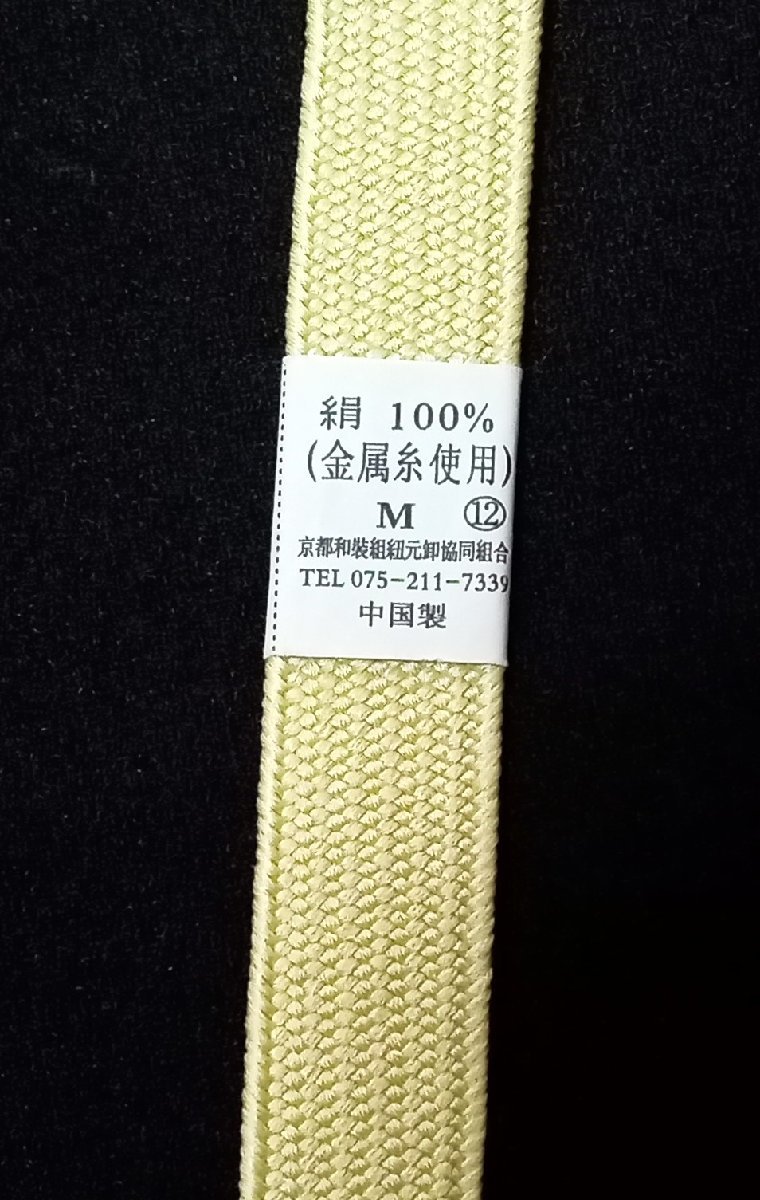 絹 100%
(金属糸使用)
M ⑫
京都和裝組紐元卸協同組合
TEL 075-211-7339
中国製